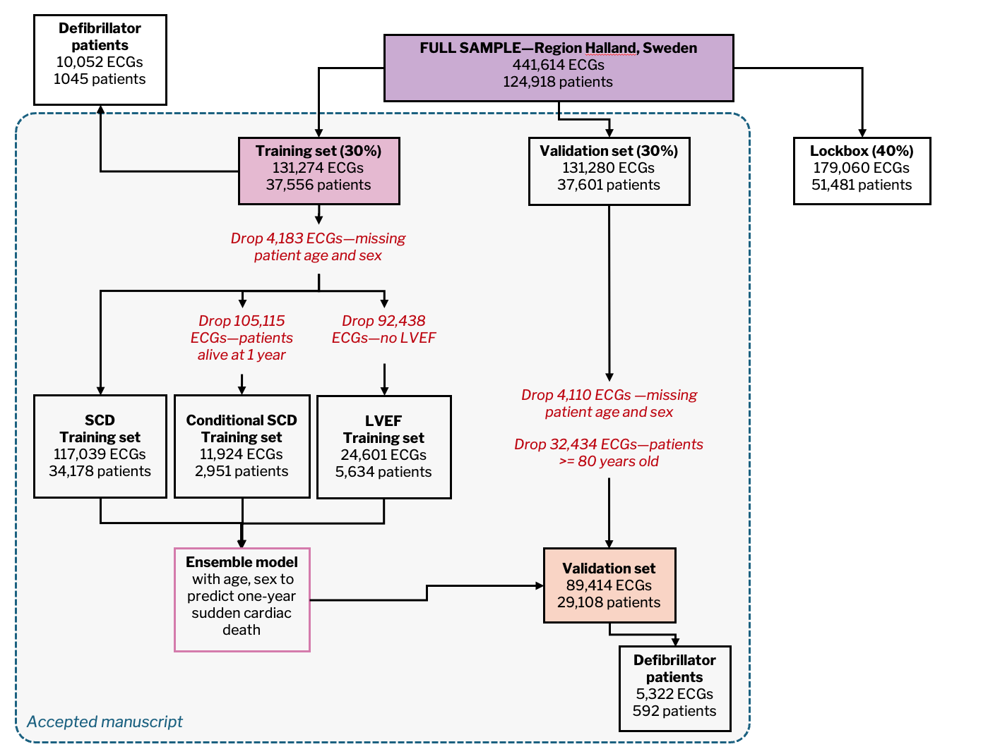 Defibrillator
patients
10,052 ECGs
1045 patients
FULL SAMPLE—Region Halland, Sweden
441,614 ECGs
124,918 patients
Training set (30%)
131,274 ECGs
37,556 patients
Validation set (30%)
131,280 ECGs
37,601 patients
Lockbox (40%)
179,060 ECGs
51,481 patients
Drop 4,183 ECGs—missing
patient age and sex
Drop 105,115
ECGs—patients
alive at 1 year
Drop 92,438
ECGs—no LVEF
Drop 4,110 ECGs —missing
patient age and sex
Drop 32,434 ECGs—patients
>= 80 years old
SCD
Training set
117,039 ECGs
34,178 patients
Conditional SCD
Training set
11,924 ECGs
2,951 patients
LVEF
Training set
24,601 ECGs
5,634 patients
Ensemble model
with age, sex to
predict one-year
sudden cardiac
death
Validation set
89,414 ECGs
29,108 patients
Defibrillator
patients
5,322 ECGs
592 patients
Accepted manuscript